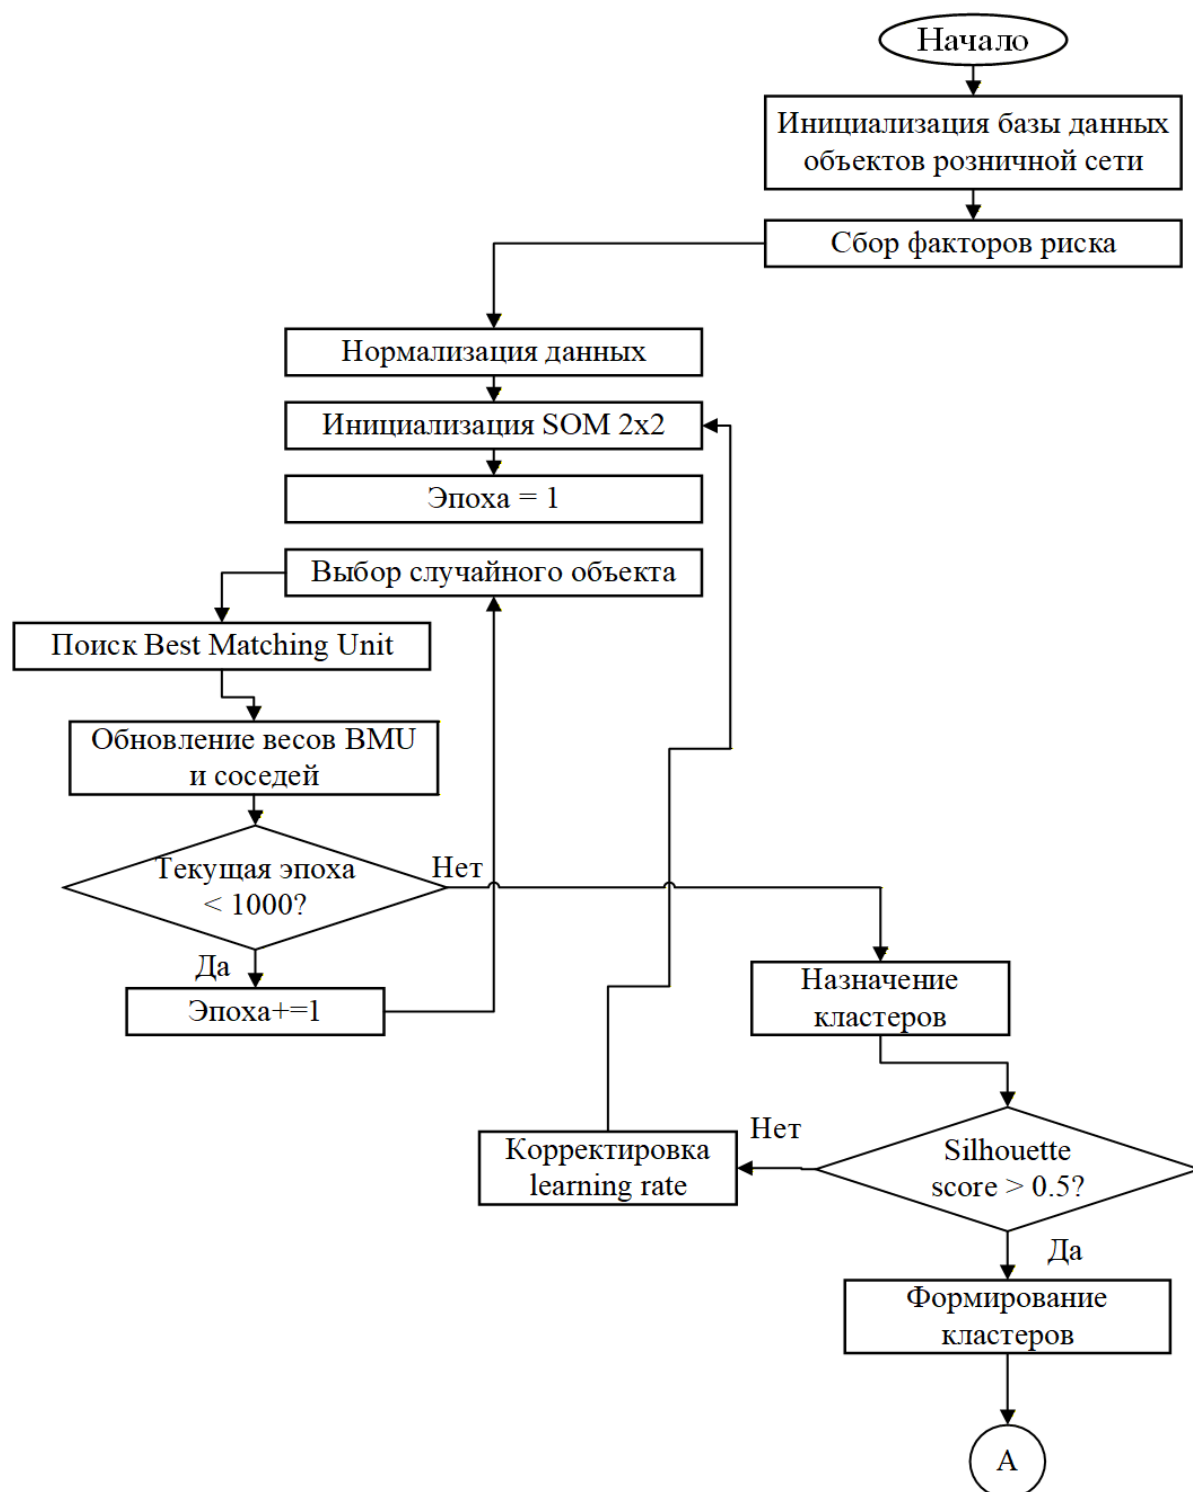 Начало
Инициализация базы данных
объектов розничной сети
Сбор факторов риска
Нормализация данных
Инициализация SOM 2x2
Эпоха = 1
Выбор случайного объекта
Поиск Best Matching Unit
Обновление весов BMU
и соседей
Текущая эпоха
< 1000?
Нет
Да
Эпоха+=1
Назначение
кластеров
Silhouette
score > 0.5?
Нет
Корректировка
learning rate
Да
Формирование
кластеров
А